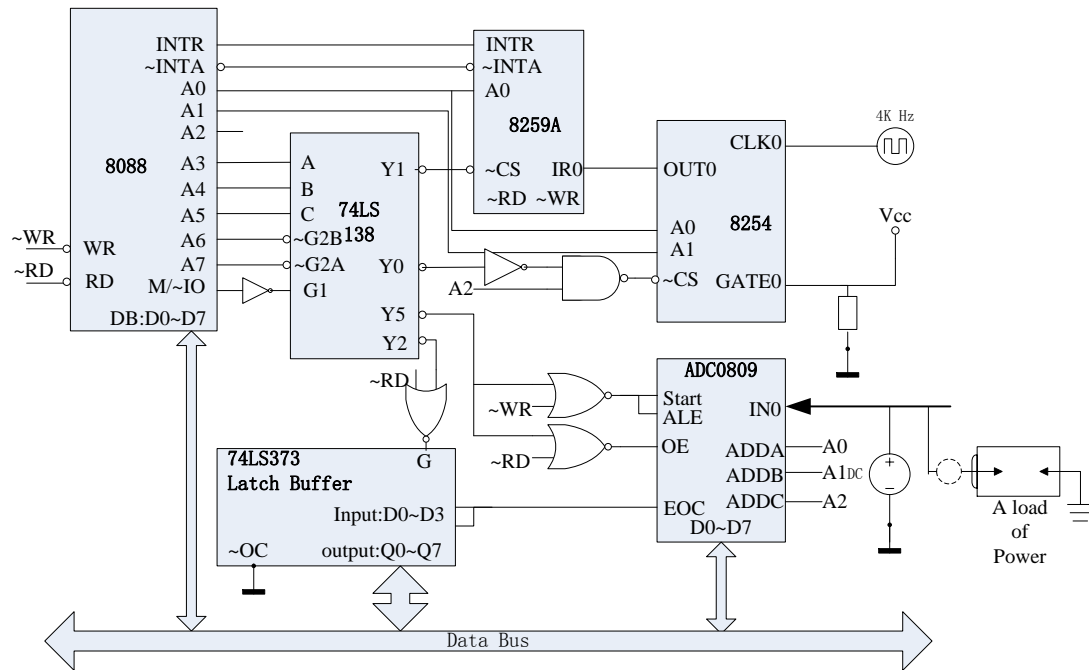 INTR
~INTA
A0
A1
A2
8088
A3
A4
A5
A6
A7
~WR
WR
~RD
RD
M/~IO
DB:D0~D7
A
B
C
74LS
138
~G2B
~G2A
G1
Y1
Y0
Y5
Y2
INTR
~INTA
A0
8259A
~CS
IR0
~RD
~WR
4K Hz
CLK0
OUT0
A0
8254
A1
Vcc
A2
~CS
GATE0
~RD
~WR
~RD
ADC0809
Start
ALE
IN0
OE
ADDA
A0
ADDB
A1
DC
ADDC
A2
EOC
D0~D7
+
−
A load
of
Power
74LS373
G
Latch Buffer
Input:D0~D3
~OC
output:Q0~Q7
Data Bus